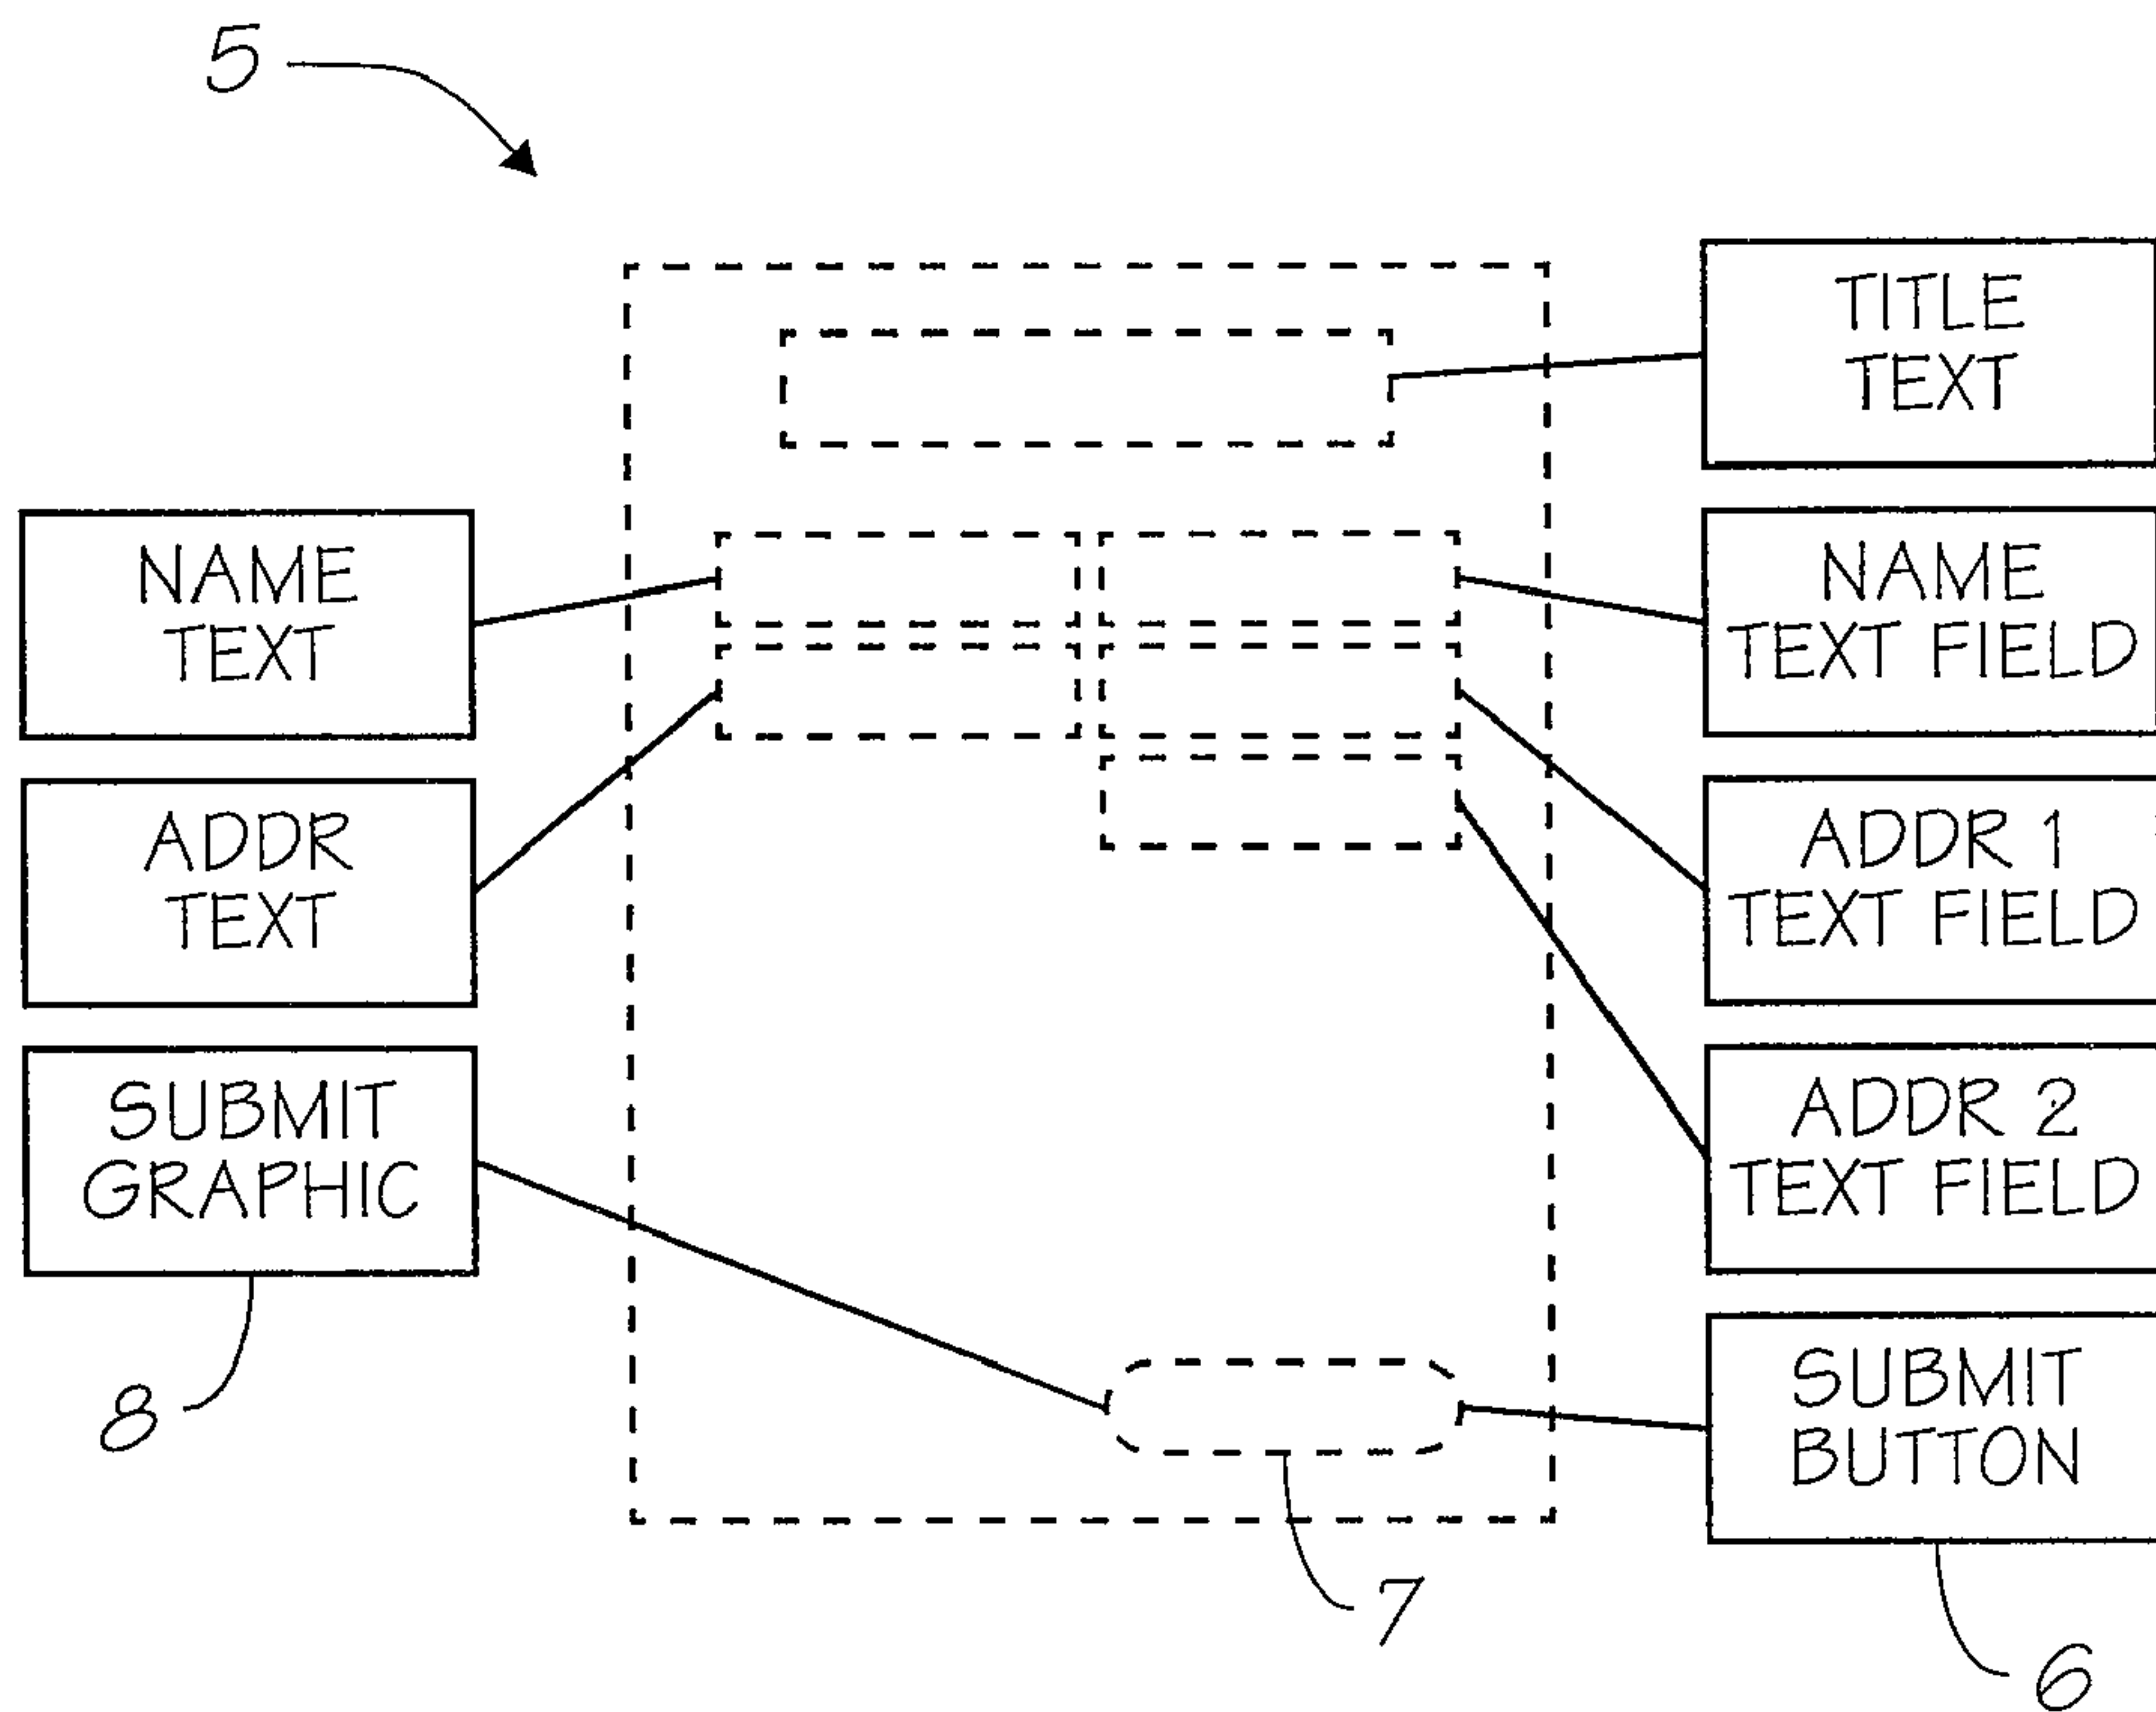 5
TITLE
TEXT
NAME
TEXT
NAME
TEXT FIELD
ADDR
TEXT
ADDR 1
TEXT FIELD
SUBMIT
GRAPHIC
ADDR 2
TEXT FIELD
SUBMIT
BUTTON
8
7
6